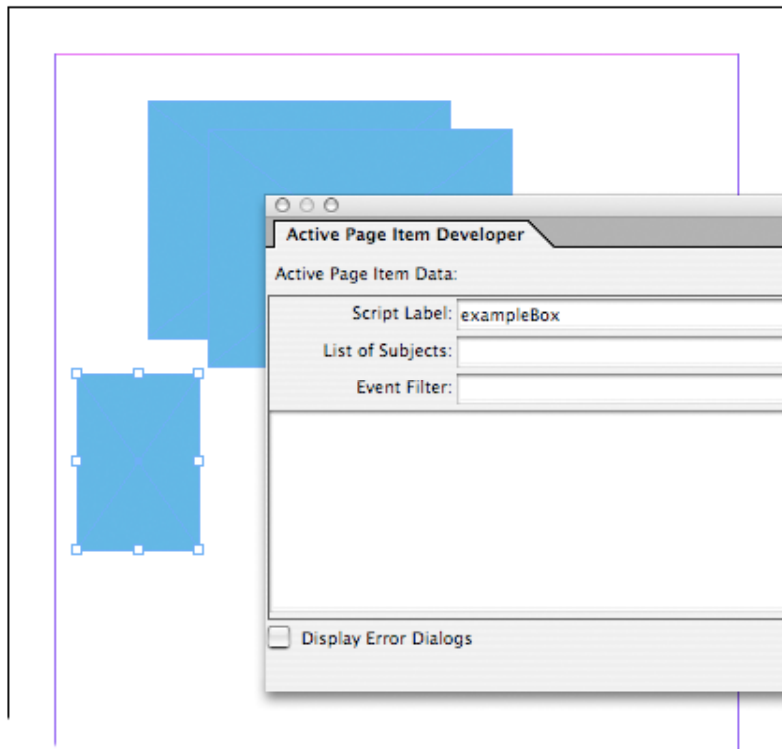 Active Page Item Developer
Active Page Item Data:
Script Label: exampleBox
List of Subjects:
Event Filter:
Display Error Dialogs